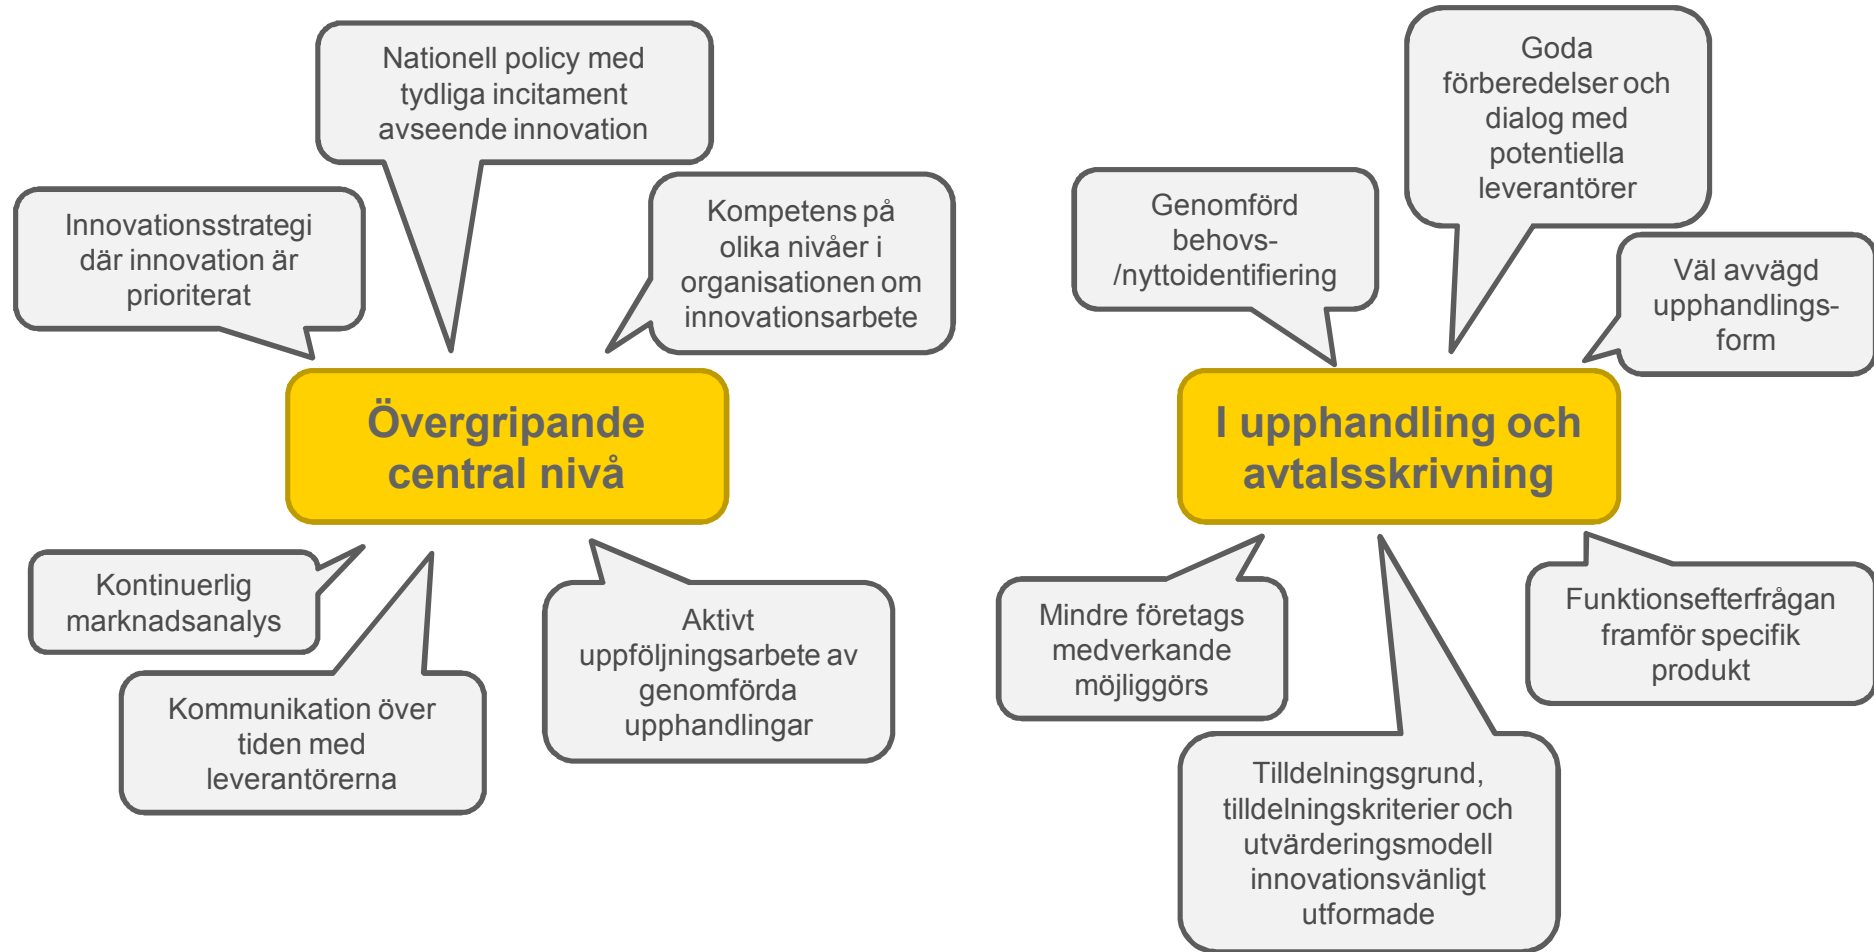 Nationell policy med
tydliga incitament
avseende innovation
Innovationsstrategi
där innovation är
prioriterat
Kompetens på
olika nivåer i
organisationen om
innovationsarbete
Övergripande
central nivå
Kontinuerlig
marknadsanalys
Kommunikation över
tiden med
leverantörerna
Aktivt
uppföljningsarbete av
genomförda
upphandlingar
Goda
förberedelser och
dialog med
potentiella
leverantörer
Genomförd
behovs-
/nyttoidentifiering
Väl avvägd
upphandlings-
form
I upphandling och
avtalsskrivning
Mindre företags
medverkande
möjliggörs
Funktionsefterfrågan
framför specifik
produkt
Tilldelningsgrund,
tilldelningskriterier och
utvärderingsmodell
innovationsvänligt
utformade